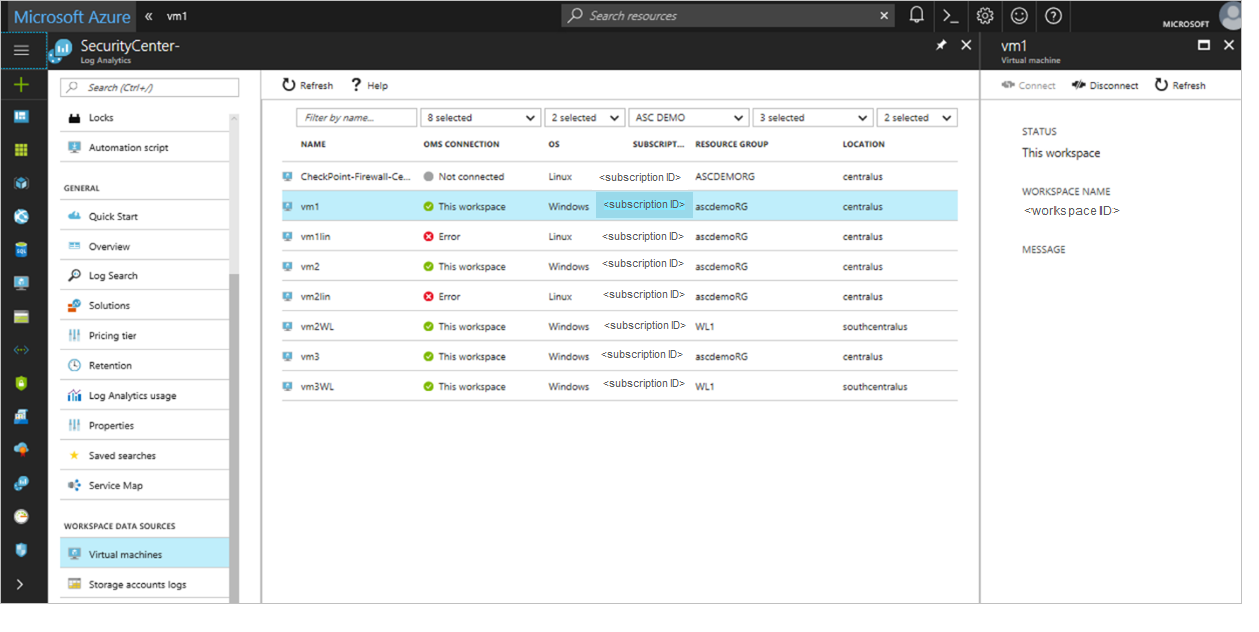 Microsoft Azure « vm1 Search resources × >_ ? MICROSOFT
SecurityCenter-
Log Analytics
vm1
Virtual machine
Search (Ctrl+/)
Locks
Automation script
GENERAL
Quick Start
Overview
Log Search
Solutions
Pricing tier
Retention
Log Analytics usage
Properties
Saved searches
Service Map
WORKSPACE DATA SOURCES
Virtual machines
Storage accounts logs
Refresh ? Help
Filter by name... 8 selected 2 selected ASC DEMO 3 selected 2 selected
NAME OMS CONNECTION OS SUBSCRIPT... RESOURCE GROUP LOCATION
CheckPoint-Firewall-Ce... Not connected Linux <subscription ID> ASCDEMORG centralus
vm1 This workspace Windows <subscription ID> ascdemoRG centralus
vm1lin Error Linux <subscription ID> ascdemoRG centralus
vm2 This workspace Windows <subscription ID> ascdemoRG centralus
vm2lin Error Linux <subscription ID> ascdemoRG centralus
vm2WL This workspace Windows <subscription ID> WL1 southcentralus
vm3 This workspace Windows <subscription ID> ascdemoRG centralus
vm3WL This workspace Windows <subscription ID> WL1 southcentralus
Connect Disconnect Refresh
STATUS
This workspace
WORKSPACE NAME
<workspace ID>
MESSAGE